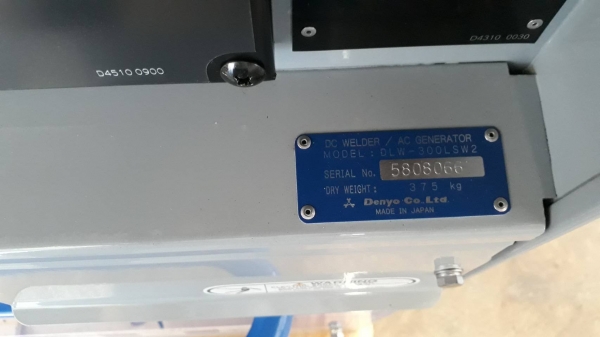 D4510 0900
D4310 0030
DC WELDER / AC GENERATOR
MODEL : DLW-300LSW2
SERIAL No. 5808066
DRY WEIGHT: 375 kg
Denyo Co.,Ltd.
MADE IN JAPAN